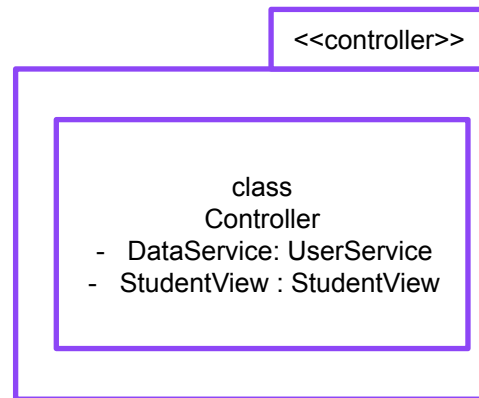 <<controller>>
class
Controller
- DataService: UserService
- StudentView : StudentView